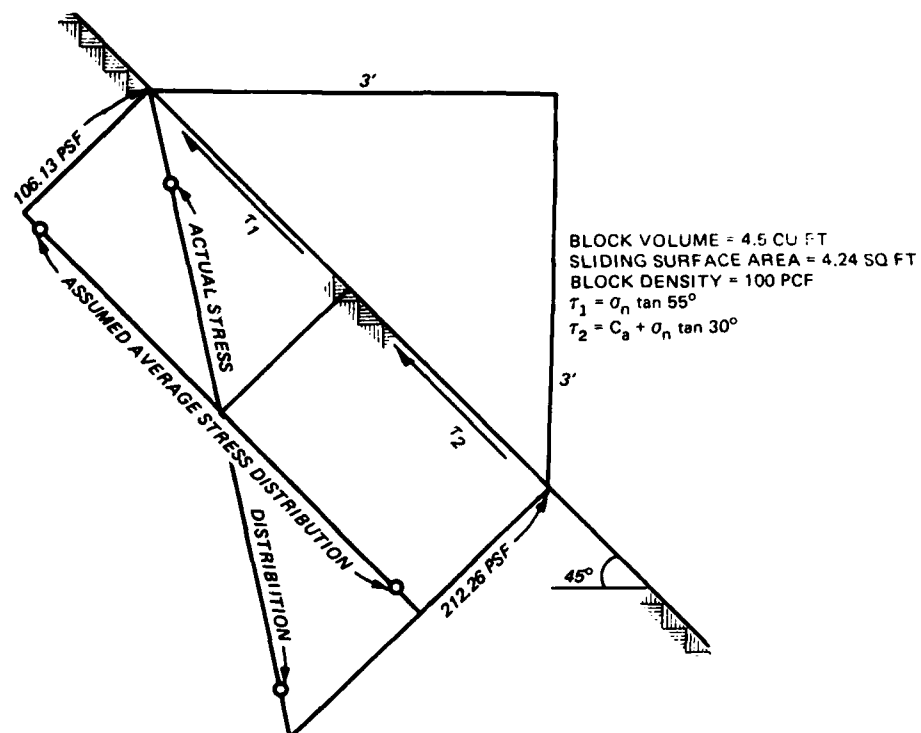 3'
106.13 PSF
τ₁
ACTUAL STRESS
BLOCK VOLUME = 4.5 CU FT
SLIDING SURFACE AREA = 4.24 SQ FT
BLOCK DENSITY = 100 PCF
τ₁ = σₙ tan 55°
τ₂ = Cₐ + σₙ tan 30°
ASSUMED AVERAGE STRESS DISTRIBUTION
3'
τ₂
DISTRIBUTION
212.26 PSF
45°